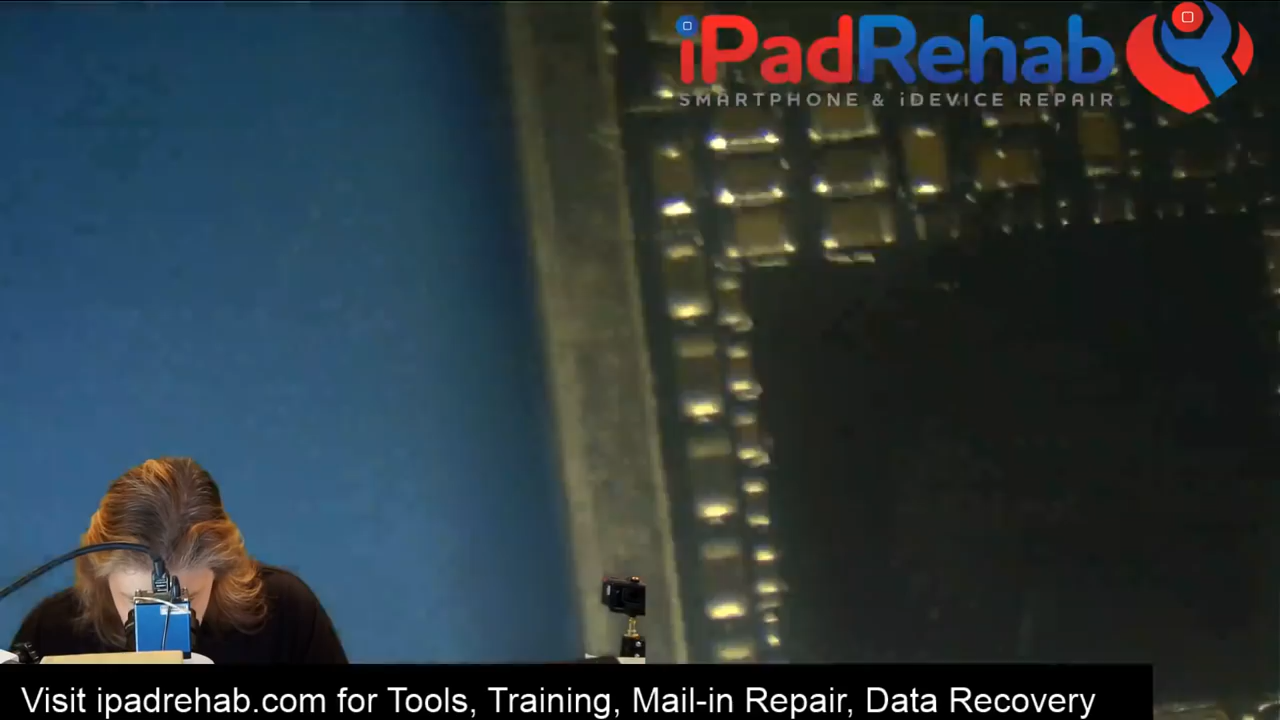 iPadRehab
SMARTPHONE & iDEVICE REPAIR
Visit ipadrehab.com for Tools, Training, Mail-in Repair, Data Recovery